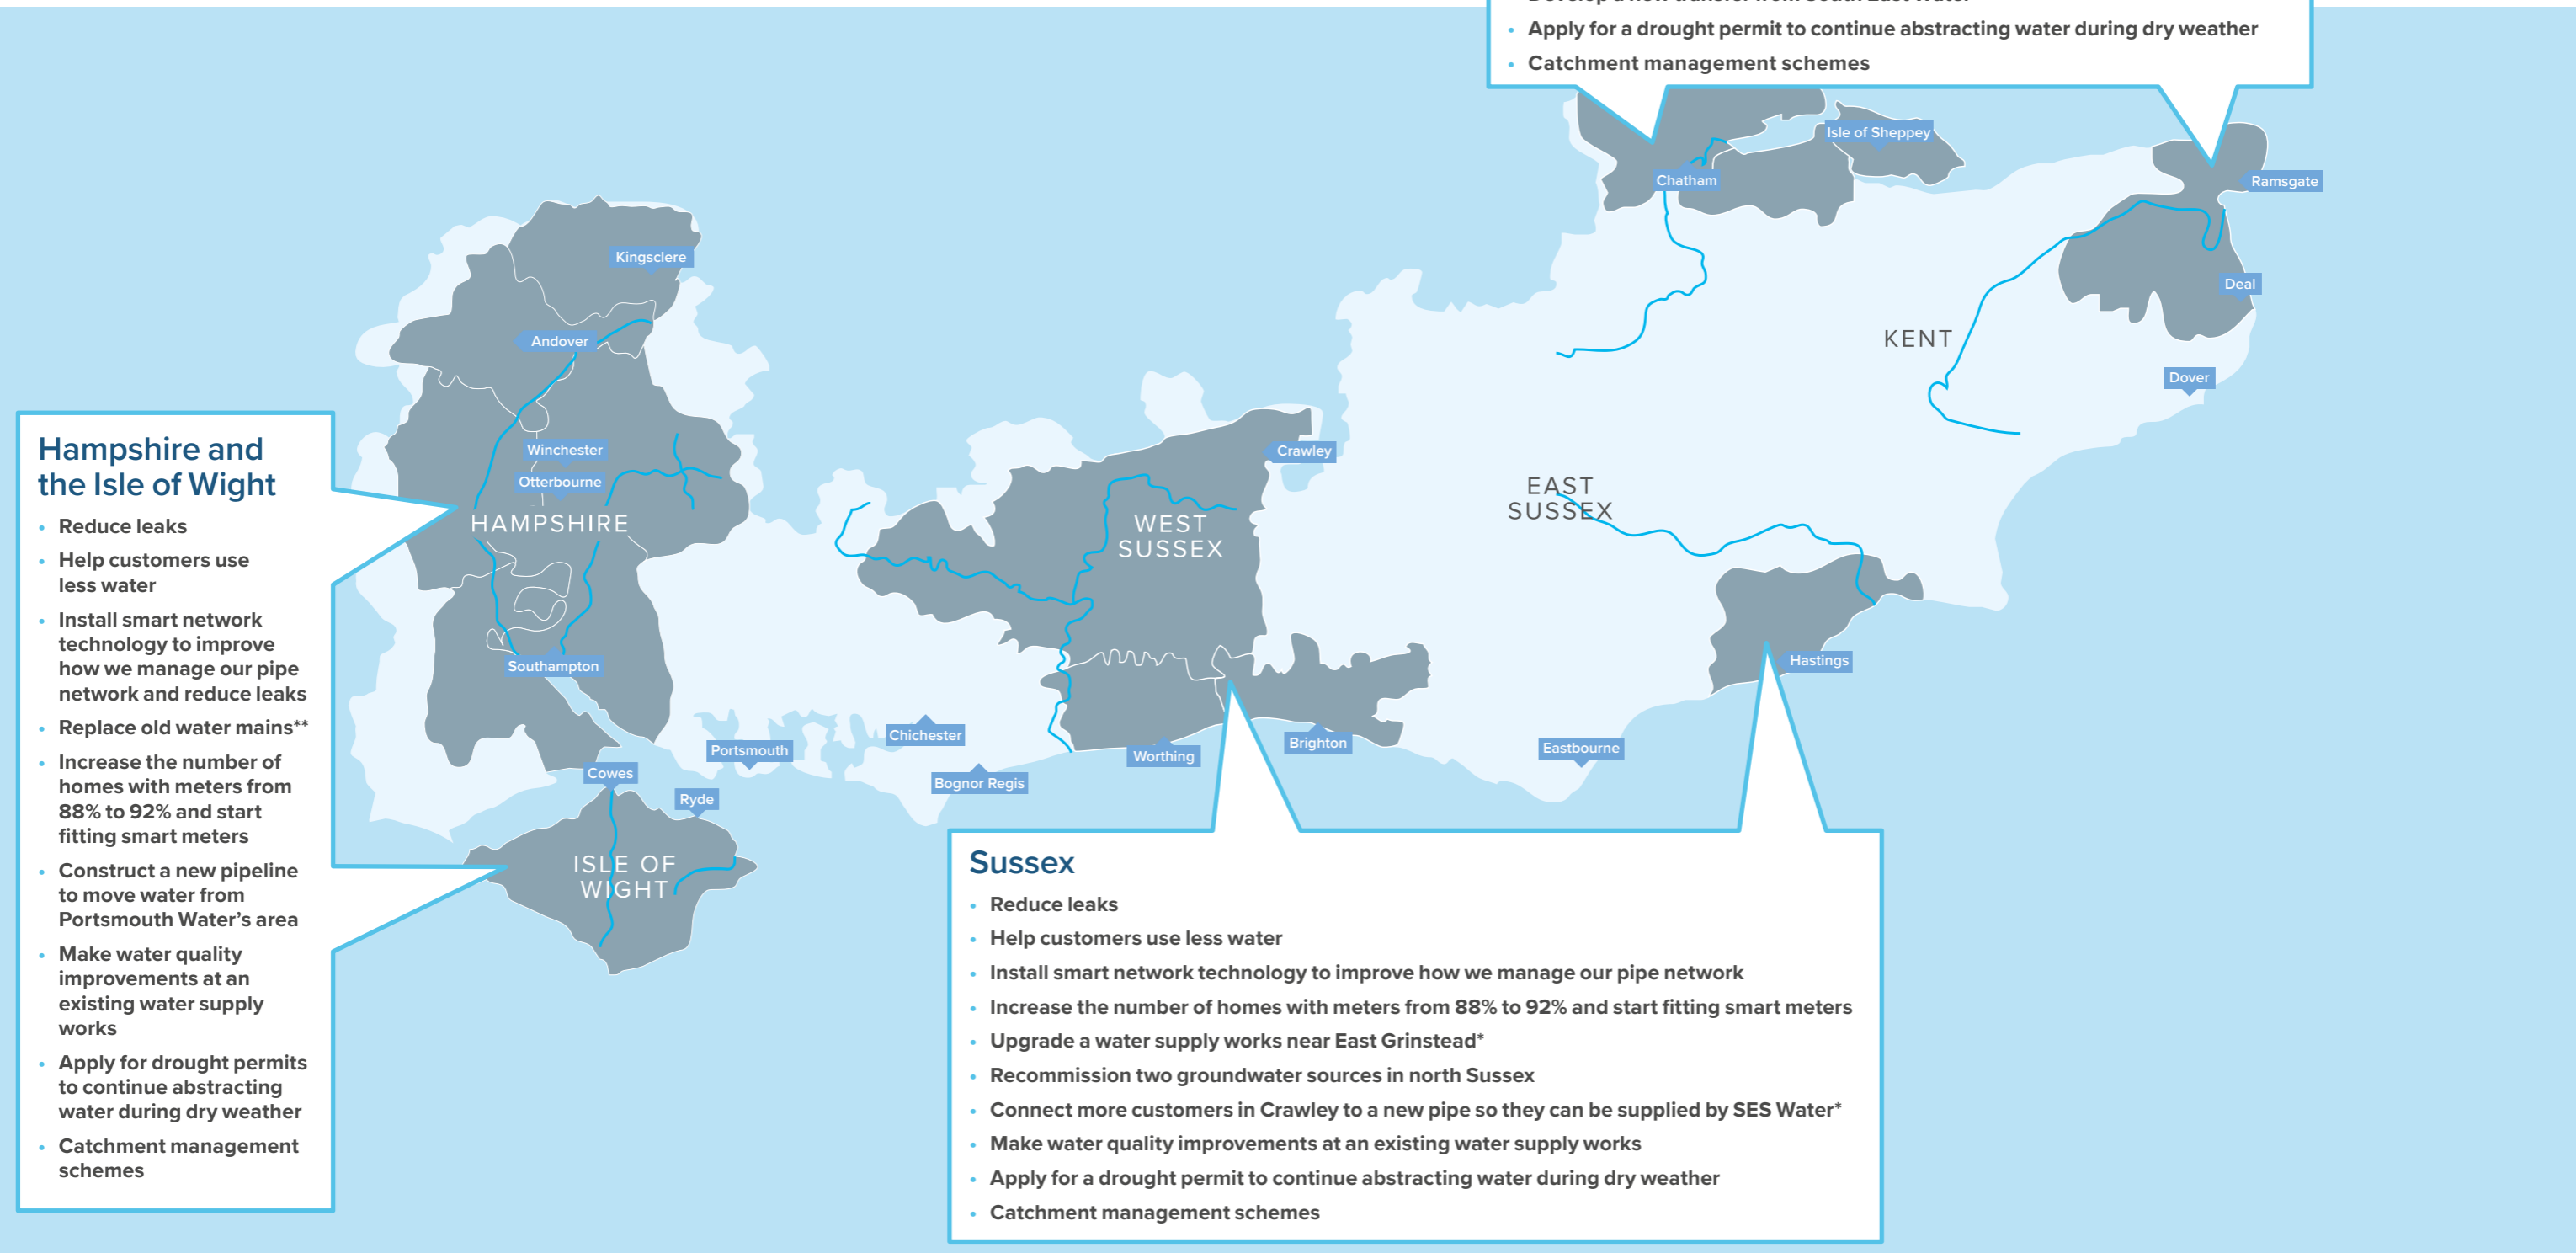 Develop a new transfer from South East Water
• Apply for a drought permit to continue abstracting water during dry weather
• Catchment management schemes
Isle of Sheppey
Chatham
Ramsgate
Deal
KENT
Dover
Kingsclere
Andover
Winchester
Otterbourne
HAMPSHIRE
Southampton
Crawley
WEST
SUSSEX
EAST
SUSSEX
Hastings
Chichester
Portsmouth
Bognor Regis
Worthing
Brighton
Eastbourne
Cowes
Ryde
ISLE OF
WIGHT
Hampshire and
the Isle of Wight
• Reduce leaks
• Help customers use
less water
• Install smart network
technology to improve
how we manage our pipe
network and reduce leaks
• Replace old water mains**
• Increase the number of
homes with meters from
88% to 92% and start
fitting smart meters
• Construct a new pipeline
to move water from
Portsmouth Water’s area
• Make water quality
improvements at an
existing water supply
works
• Apply for drought permits
to continue abstracting
water during dry weather
• Catchment management
schemes
Sussex
• Reduce leaks
• Help customers use less water
• Install smart network technology to improve how we manage our pipe network
• Increase the number of homes with meters from 88% to 92% and start fitting smart meters
• Upgrade a water supply works near East Grinstead*
• Recommission two groundwater sources in north Sussex
• Connect more customers in Crawley to a new pipe so they can be supplied by SES Water*
• Make water quality improvements at an existing water supply works
• Apply for a drought permit to continue abstracting water during dry weather
• Catchment management schemes